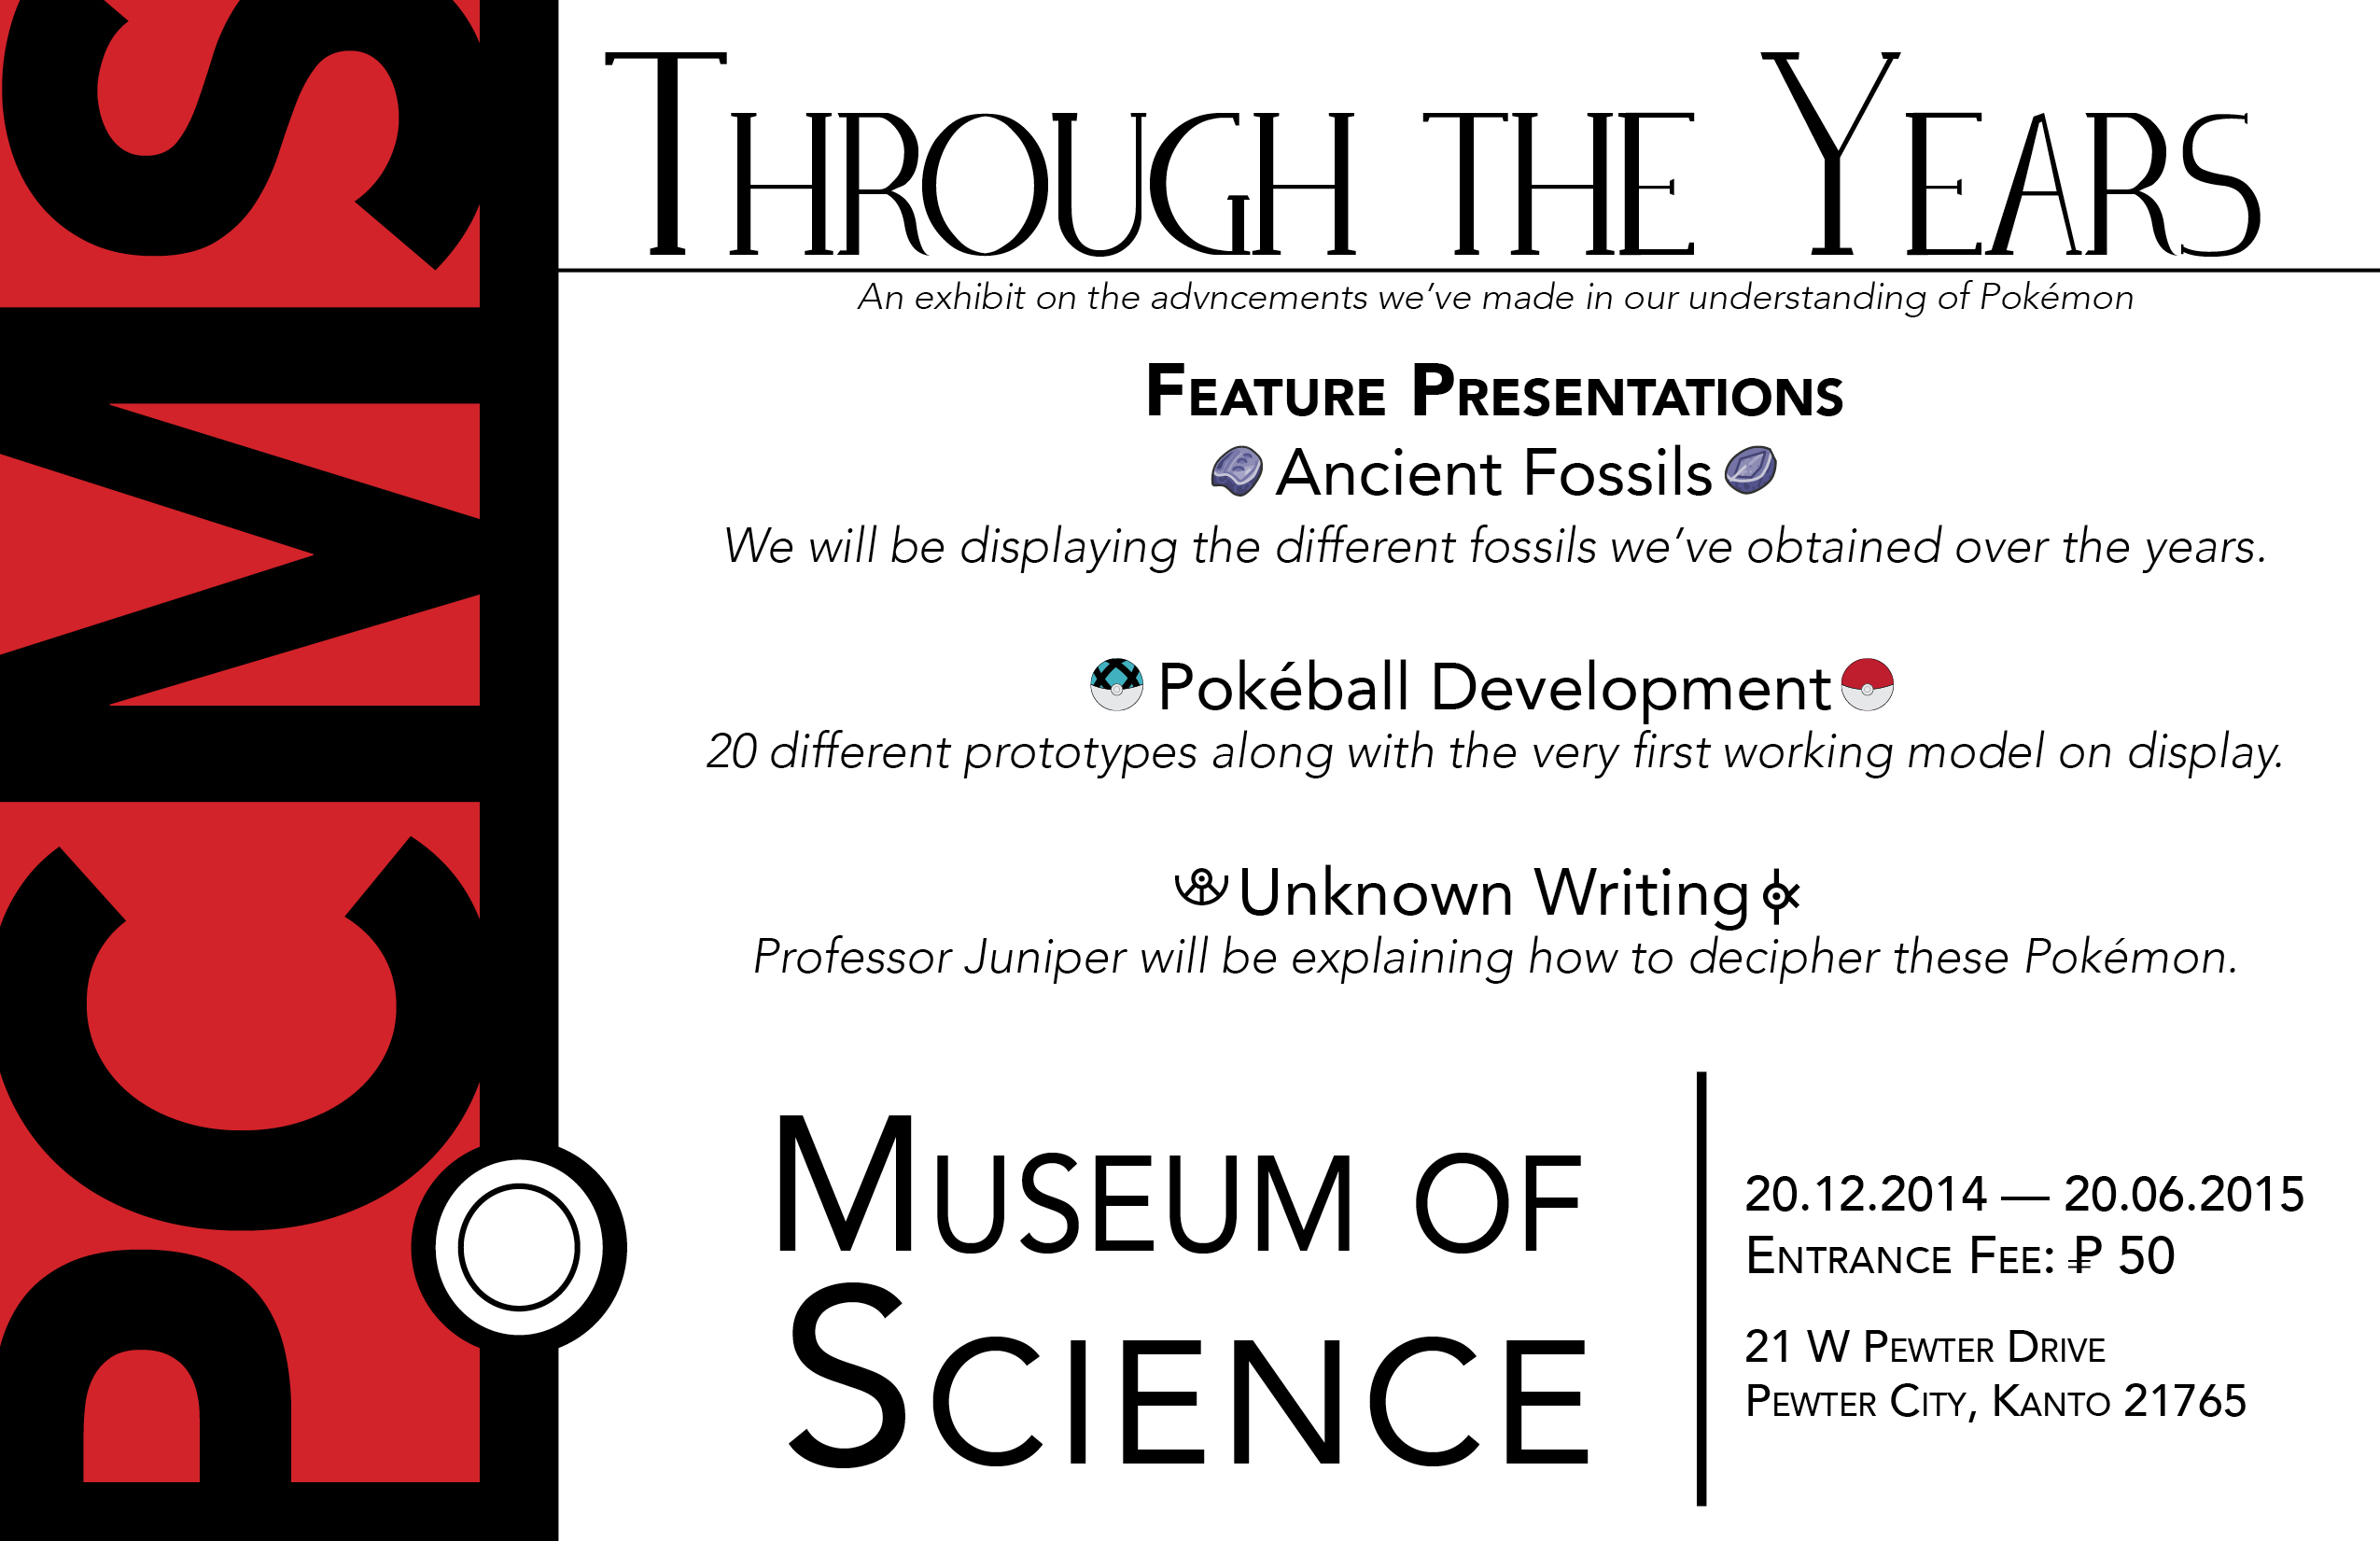 PCMS
Through the Years
An exhibit on the advncements we've made in our understanding of Pokémon
Feature Presentations
Ancient Fossils
We will be displaying the different fossils we've obtained over the years.
Pokéball Development
20 different prototypes along with the very first working model on display.
Unknown Writing
Professor Juniper will be explaining how to decipher these Pokémon.
Museum of
Science
20.12.2014 — 20.06.2015
Entrance Fee: ₽ 50
21 W Pewter Drive
Pewter City, Kanto 21765